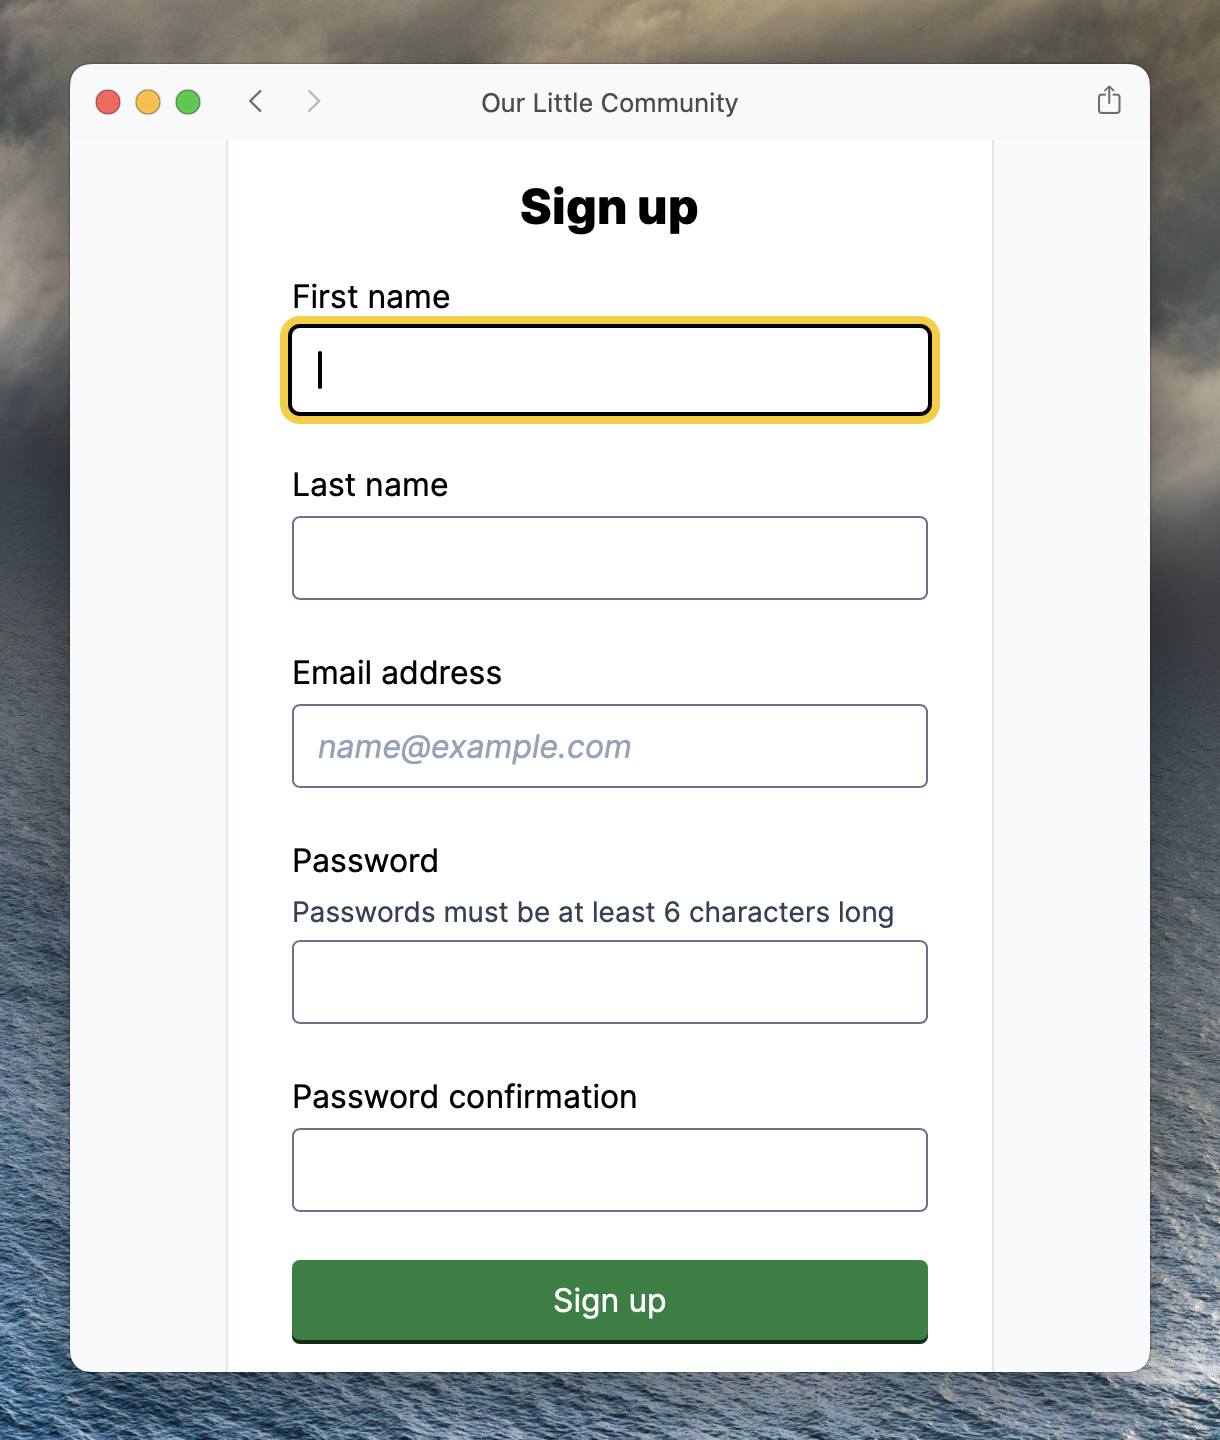 Our Little Community
Sign up
First name
Last name
Email address
name@example.com
Password
Passwords must be at least 6 characters long
Password confirmation
Sign up